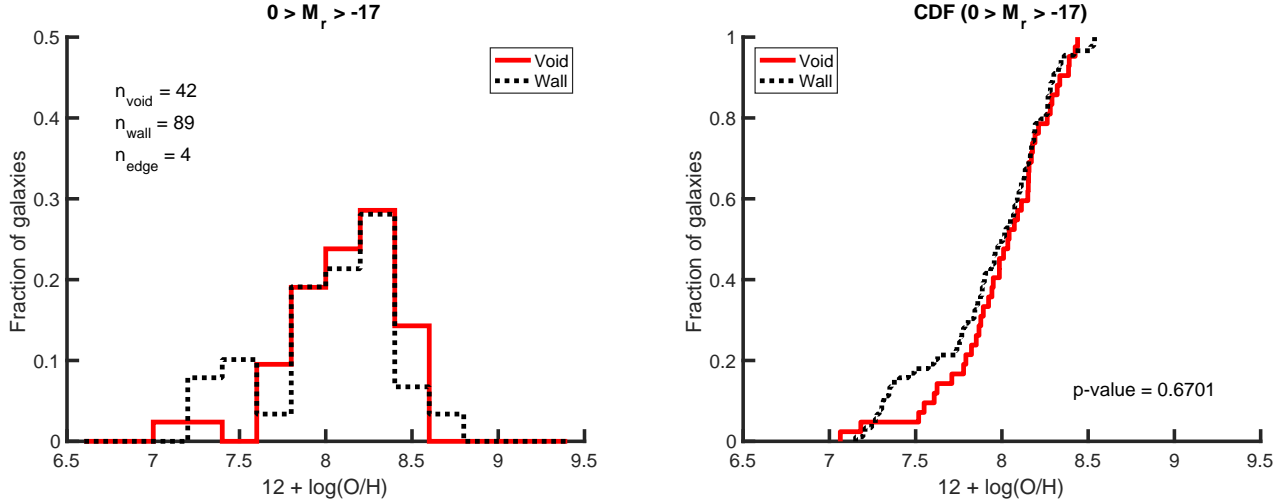 0 > M_r > -17
0.5
0.4
0.3
0.2
0.1
0
Fraction of galaxies
n_void = 42
n_wall = 89
n_edge = 4
Void
Wall
6.5 7 7.5 8 8.5 9 9.5
12 + log(O/H)
CDF (0 > M_r > -17)
1
0.8
0.6
0.4
0.2
0
Fraction of galaxies
Void
Wall
p-value = 0.6701
6.5 7 7.5 8 8.5 9 9.5
12 + log(O/H)